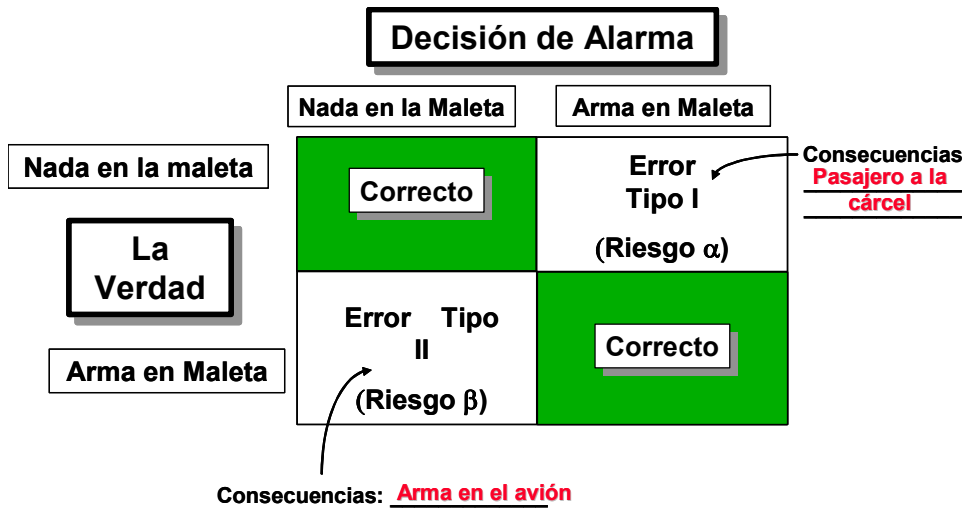 Decisión de Alarma
Nada en la Maleta
Arma en Maleta
Nada en la maleta
Correcto
Error
Tipo I
(Riesgo α)
Consecuencias
Pasajero a la
cárcel
La
Verdad
Error Tipo
II
(Riesgo β)
Correcto
Arma en Maleta
Consecuencias: Arma en el avión